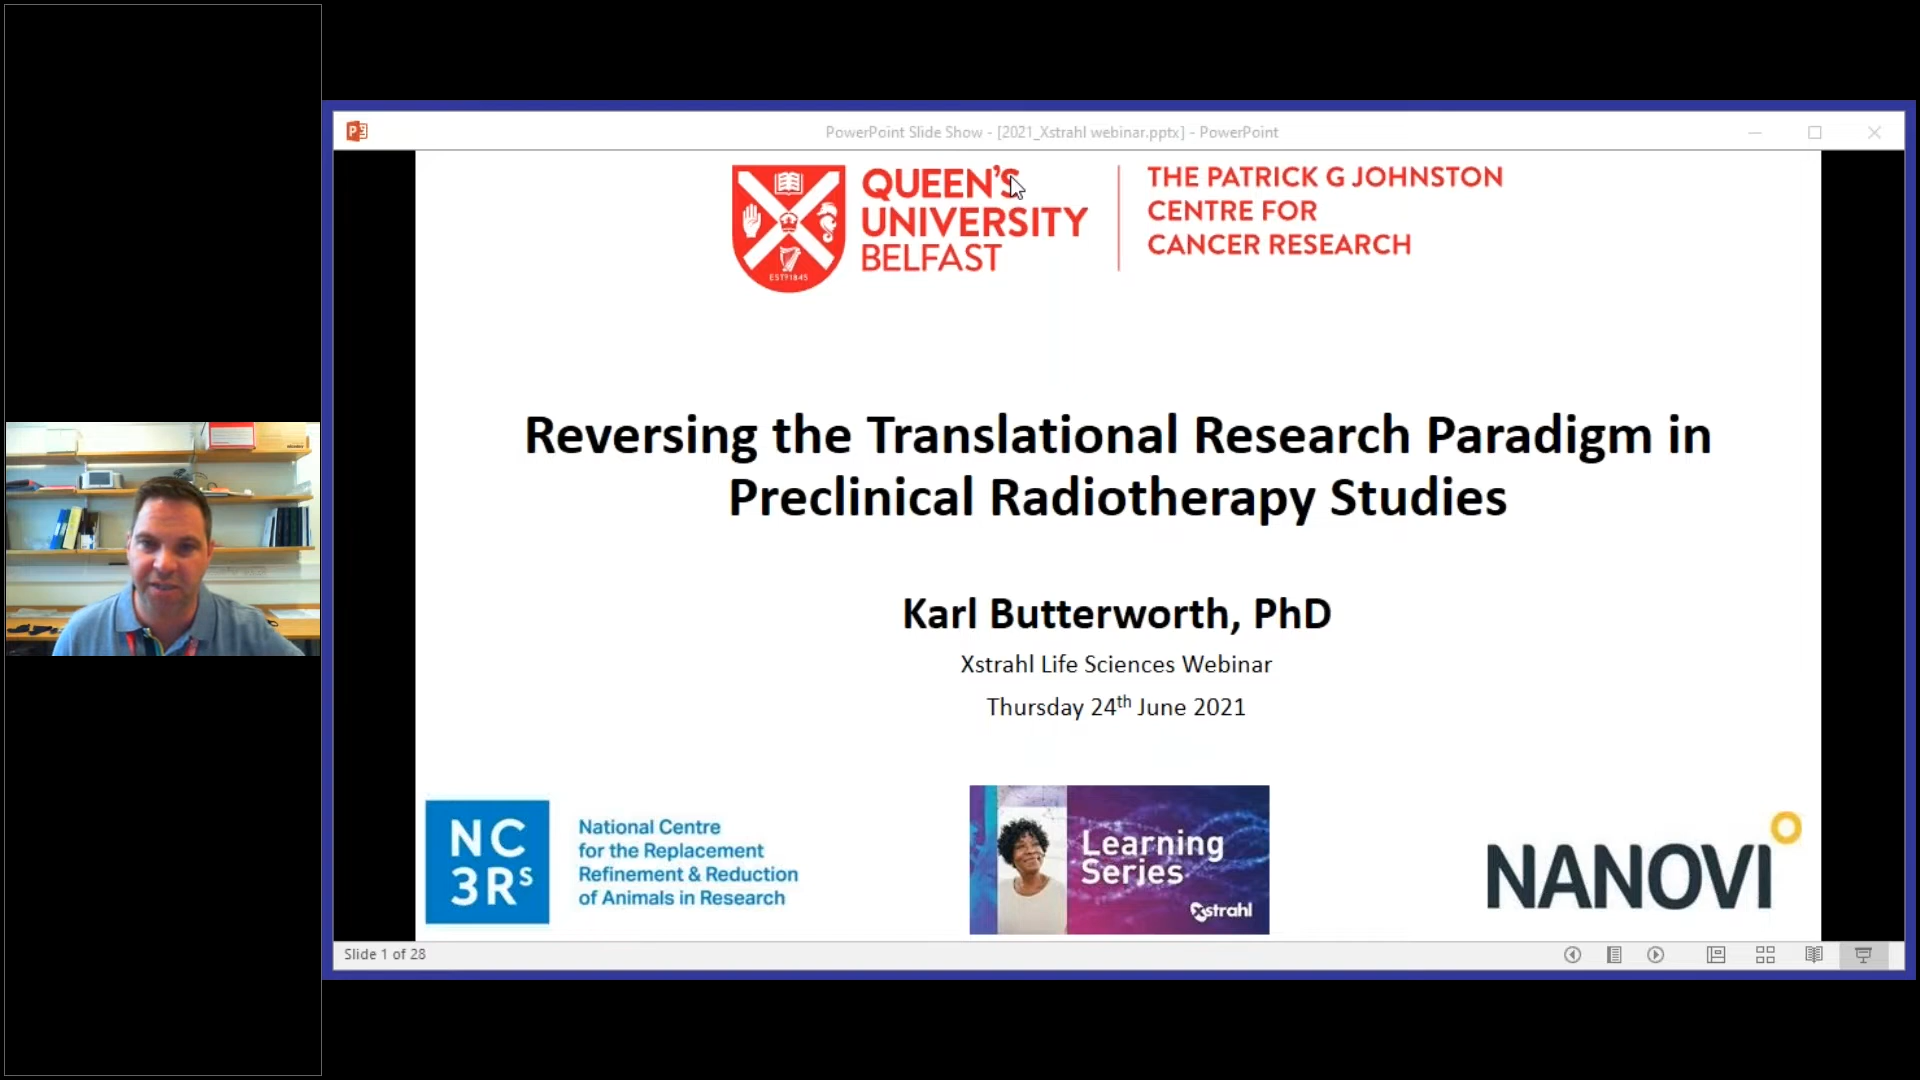 PowerPoint Slide Show - [2021_Xstrahl webinar.pptx] - PowerPoint
QUEEN'S
UNIVERSITY
BELFAST
ESTD1845
THE PATRICK G JOHNSTON
CENTRE FOR
CANCER RESEARCH
Reversing the Translational Research Paradigm in
Preclinical Radiotherapy Studies
Karl Butterworth, PhD
Xstrahl Life Sciences Webinar
Thursday 24th June 2021
NC
3Rs
National Centre
for the Replacement
Refinement & Reduction
of Animals in Research
Learning
Series
xstrahl
NANOVI
Slide 1 of 28